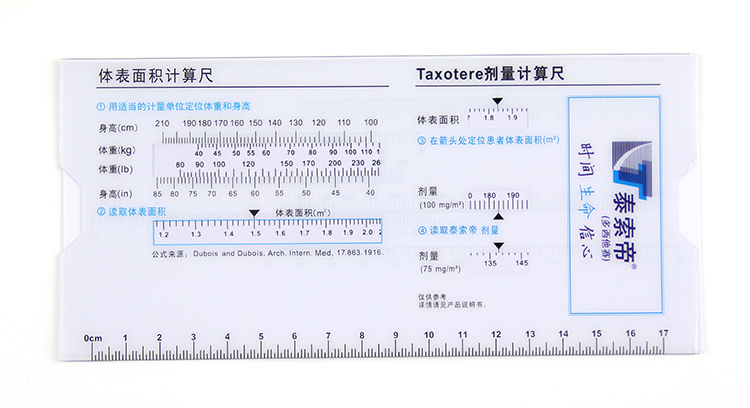 体表面积计算尺
① 用适当的计量单位定位体重和身高
身高(cm) 210 190 180 170 160 150 140 130 120 110 100
体重(kg) 40 45 50 55 60 70 80 90 100 110
体重(lb) 80 90 100 120 150 170 200 230 26
身高(in) 85 80 75 70 65 60 55 50 45 40
② 读取体表面积 体表面积(m²)
1.2 1.3 1.4 1.5 1.6 1.7 1.8 1.9 2.0
公式来源: Dubois and Dubois. Arch. Intern. Med, 17.863.1916.
Taxotere剂量计算尺
体表面积 1.7 1.8 1.9
③ 在箭头处定位患者体表面积(m²)
剂量 180 190
(100 mg/m²)
④ 读取泰索帝 剂量
剂量 135 145
(75 mg/m²)
仅供参考
详情请见产品说明书.
泰索帝®
(多西他赛)
时间 生命 信心
0cm 1 2 3 4 5 6 7 8 9 10 11 12 13 14 15 16 17